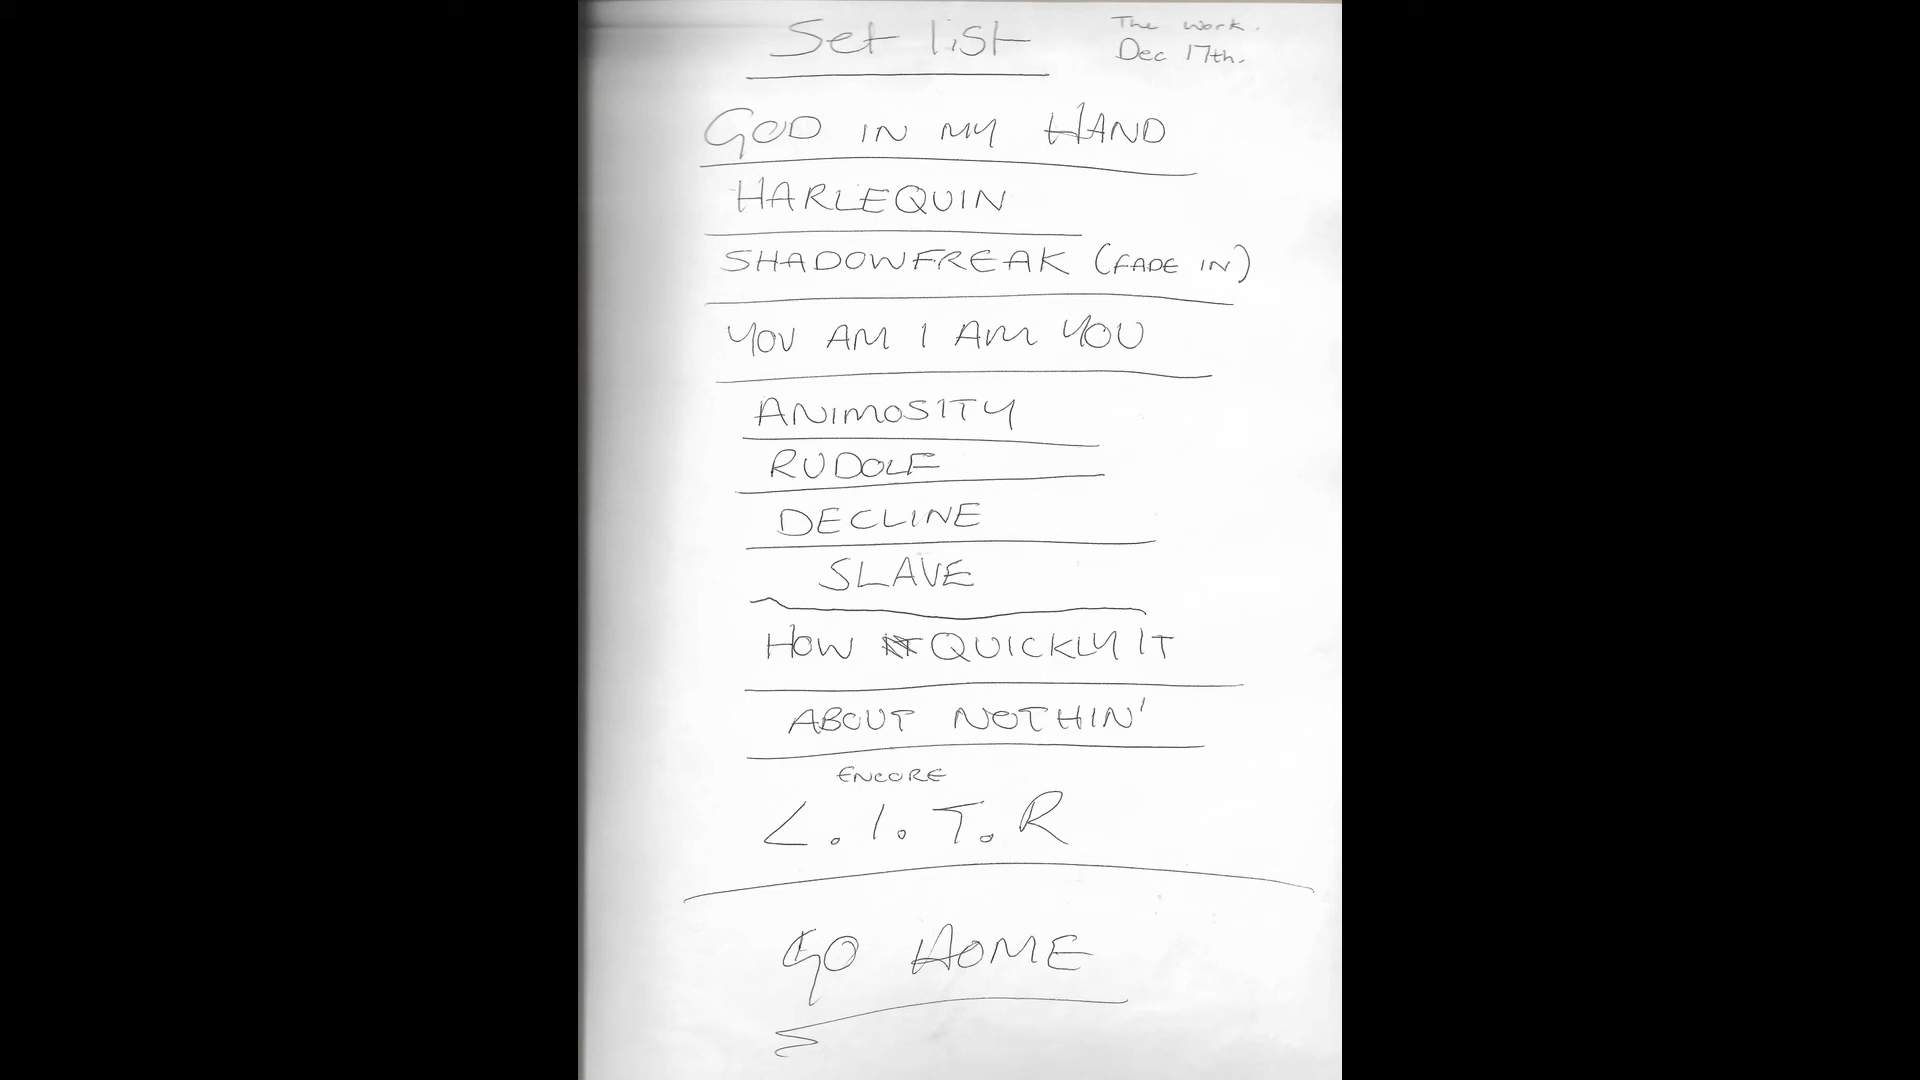 Set list
The work.
Dec 17th.
GOD IN MY HAND
HARLEQUIN
SHADOWFREAK (FADE IN)
YOU AM I AM YOU
ANIMOSITY
RUDOLF
DECLINE
SLAVE
HOW QUICKLY IT
ABOUT NOTHIN'
ENCORE
L.I.T.R
GO HOME